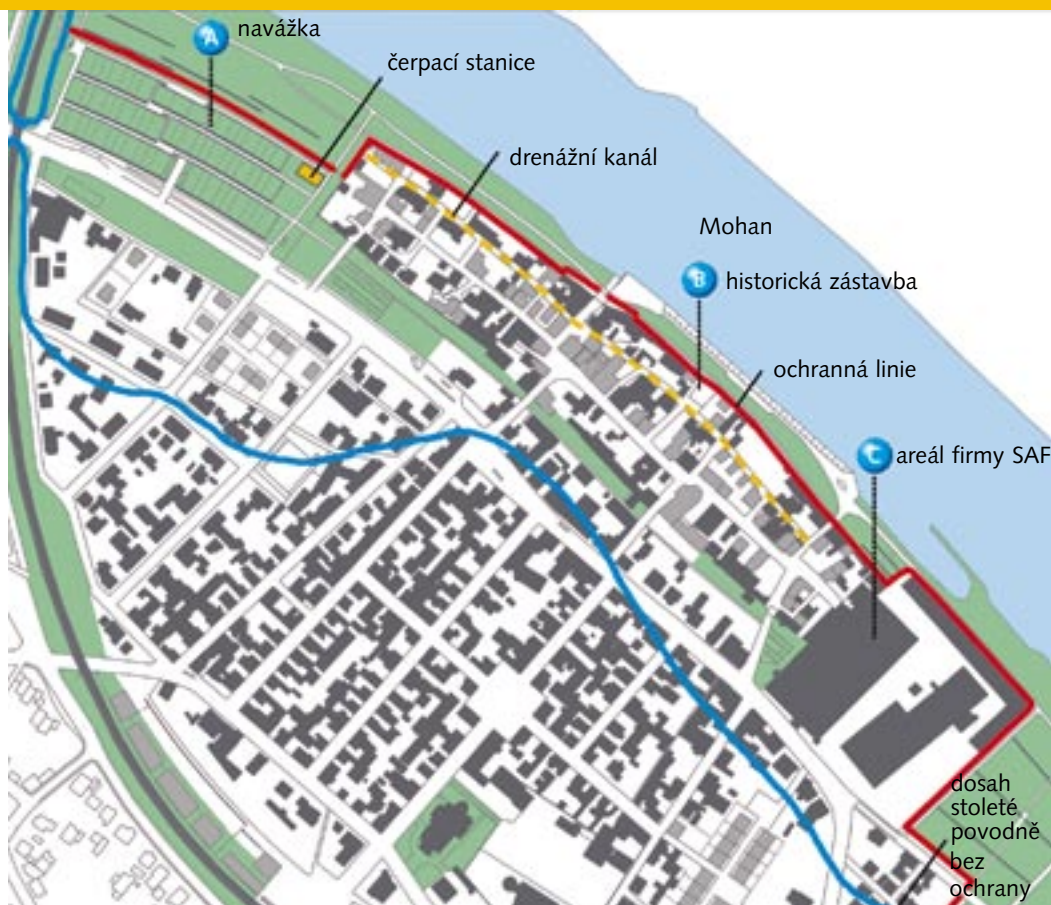 A
navážka
čerpací stanice
drenážní kanál
Mohan
B
historická zástavba
ochranná linie
C
areál firmy SAF
dosah
stoleté
povodně
bez
ochrany